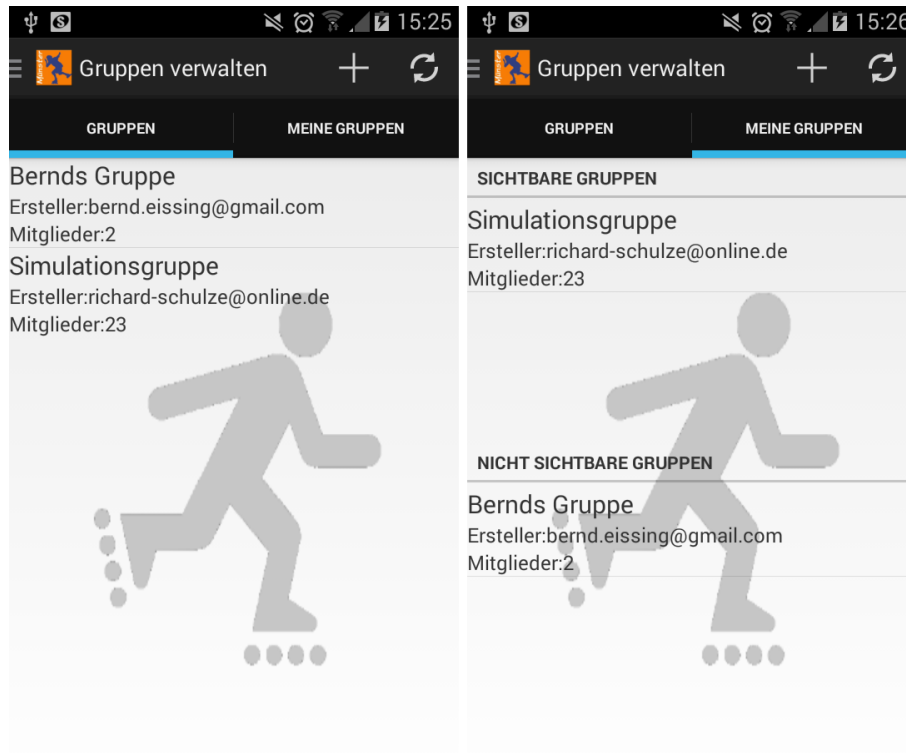 15:25
Gruppen verwalten
GRUPPEN
MEINE GRUPPEN
Bernds Gruppe
Ersteller:bernd.eissing@gmail.com
Mitglieder:2
Simulationsgruppe
Ersteller:richard-schulze@online.de
Mitglieder:23
15:26
Gruppen verwalten
GRUPPEN
MEINE GRUPPEN
SICHTBARE GRUPPEN
Simulationsgruppe
Ersteller:richard-schulze@online.de
Mitglieder:23
NICHT SICHTBARE GRUPPEN
Bernds Gruppe
Ersteller:bernd.eissing@gmail.com
Mitglieder:2